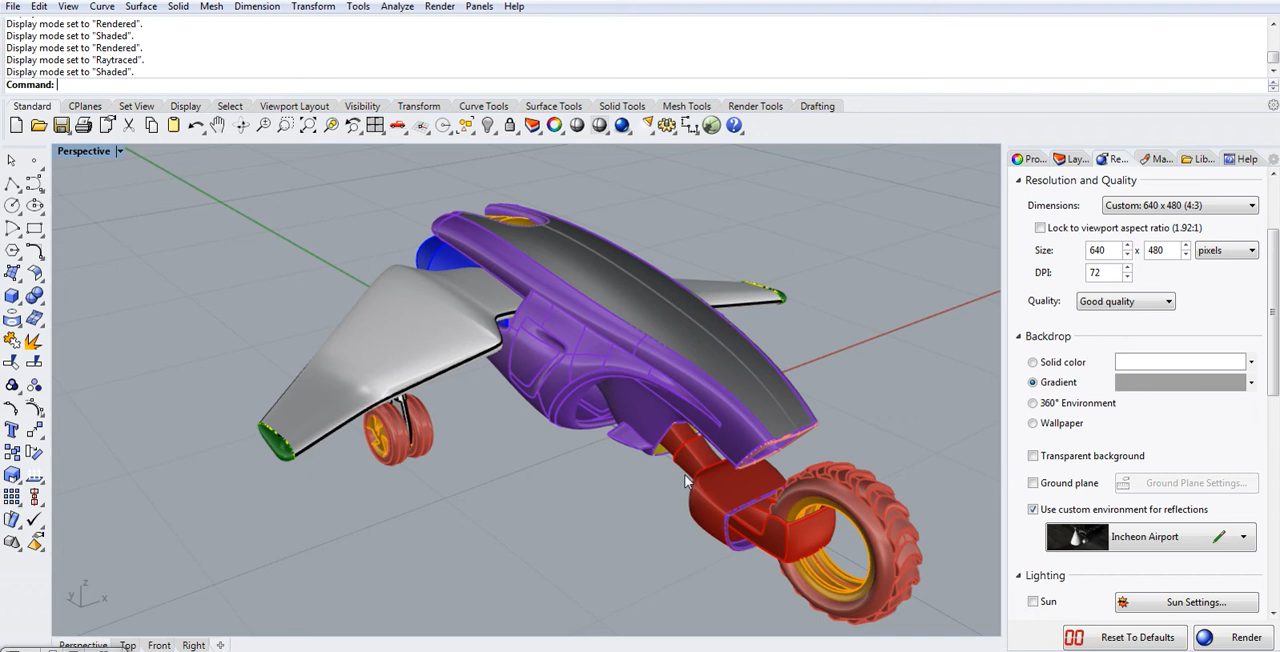 File Edit View Curve Surface Solid Mesh Dimension Transform Tools Analyze Render Panels Help
Display mode set to "Rendered".
Display mode set to "Shaded".
Display mode set to "Rendered".
Display mode set to "Raytraced".
Display mode set to "Shaded".
Command:
Standard CPlanes Set View Display Select Viewport Layout Visibility Transform Curve Tools Surface Tools Solid Tools Mesh Tools Render Tools Drafting
Perspective
Pro... Lay... Re... Ma... Lib... Help
Resolution and Quality
Dimensions: Custom: 640 x 480 (4:3)
Lock to viewport aspect ratio (1.92:1)
Size: 640 x 480 pixels
DPI: 72
Quality: Good quality
Backdrop
Solid color
Gradient
360° Environment
Wallpaper
Transparent background
Ground plane Ground Plane Settings...
Use custom environment for reflections
Incheon Airport
Lighting
Sun Sun Settings...
z
y x
Perspective Top Front Right
Reset To Defaults Render